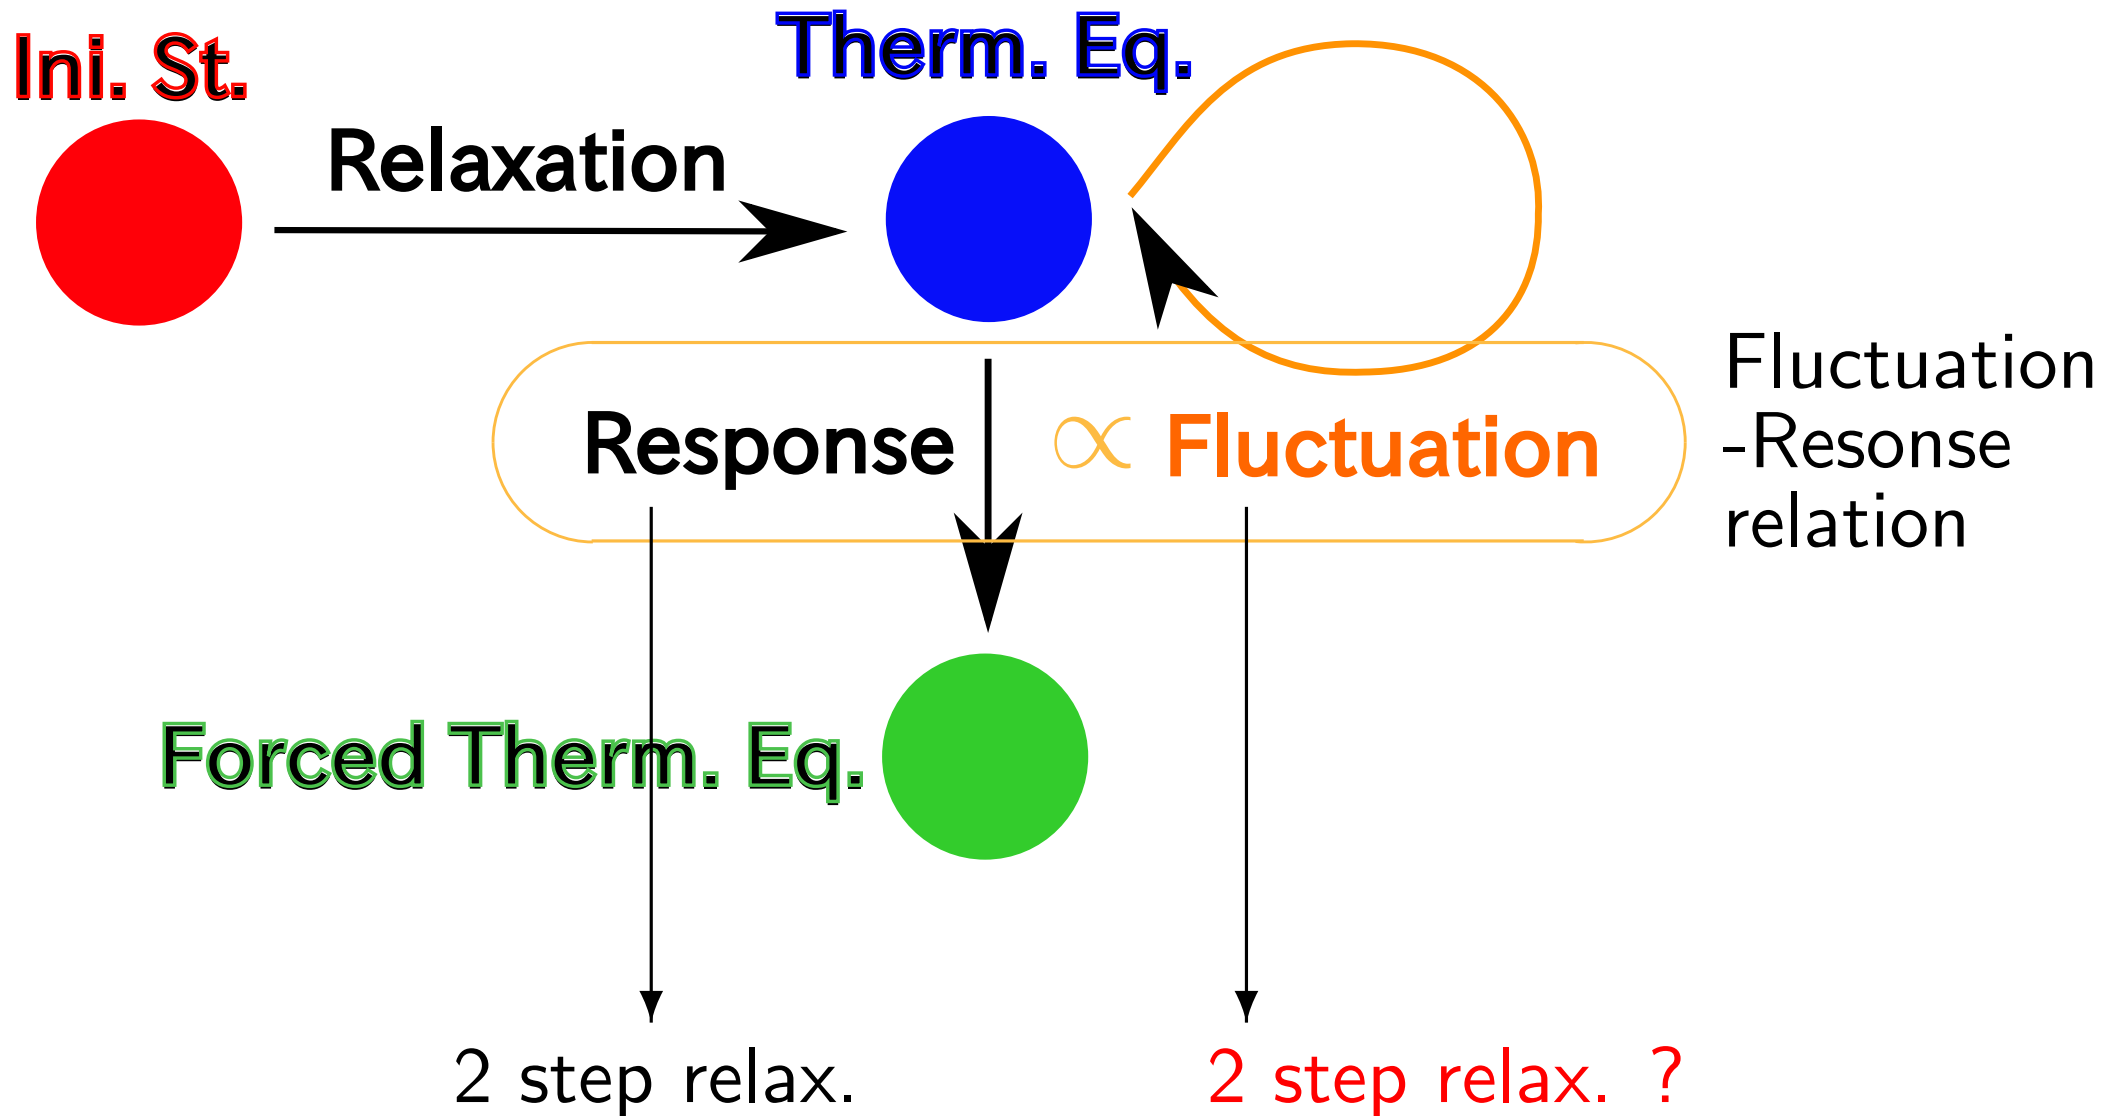 Ini. St.
Therm. Eq.
Relaxation
Response ∝ Fluctuation
Fluctuation
-Resonse
relation
Forced Therm. Eq.
2 step relax.
2 step relax. ?